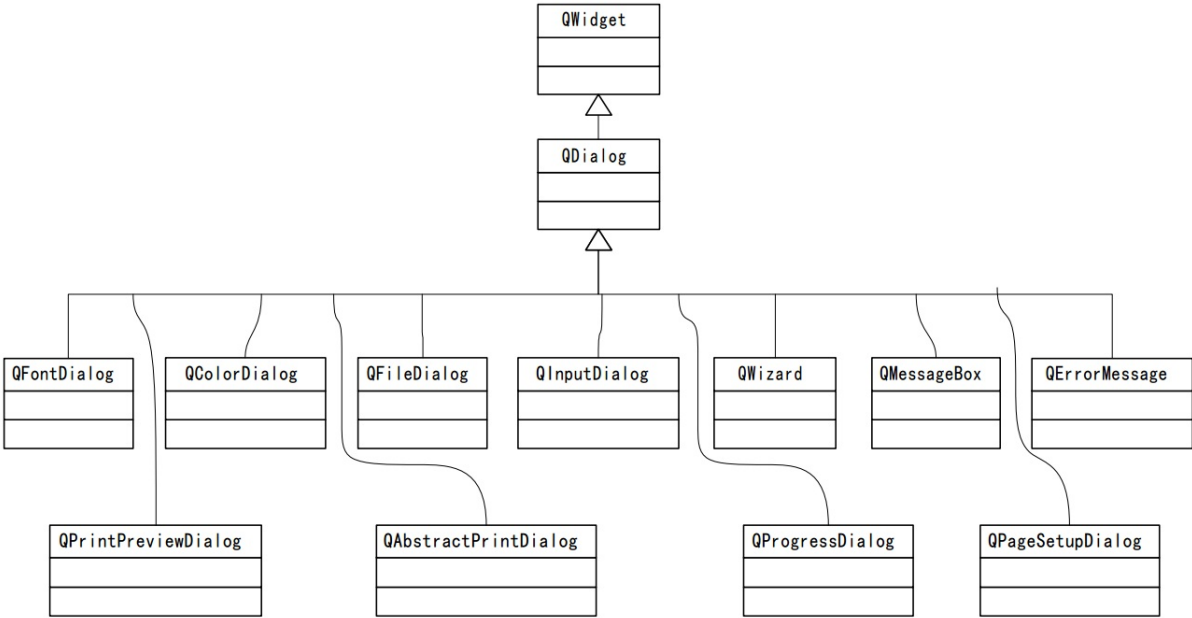 QWidget
QDialog
QFontDialog
QColorDialog
QFileDialog
QInputDialog
QWizard
QMessageBox
QErrorMessage
QPrintPreviewDialog
QAbstractPrintDialog
QProgressDialog
QPageSetupDialog